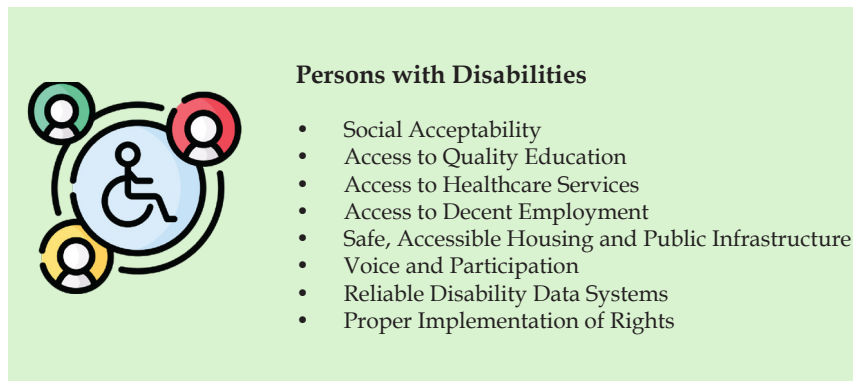 Persons with Disabilities
• Social Acceptability
• Access to Quality Education
• Access to Healthcare Services
• Access to Decent Employment
• Safe, Accessible Housing and Public Infrastructure
• Voice and Participation
• Reliable Disability Data Systems
• Proper Implementation of Rights